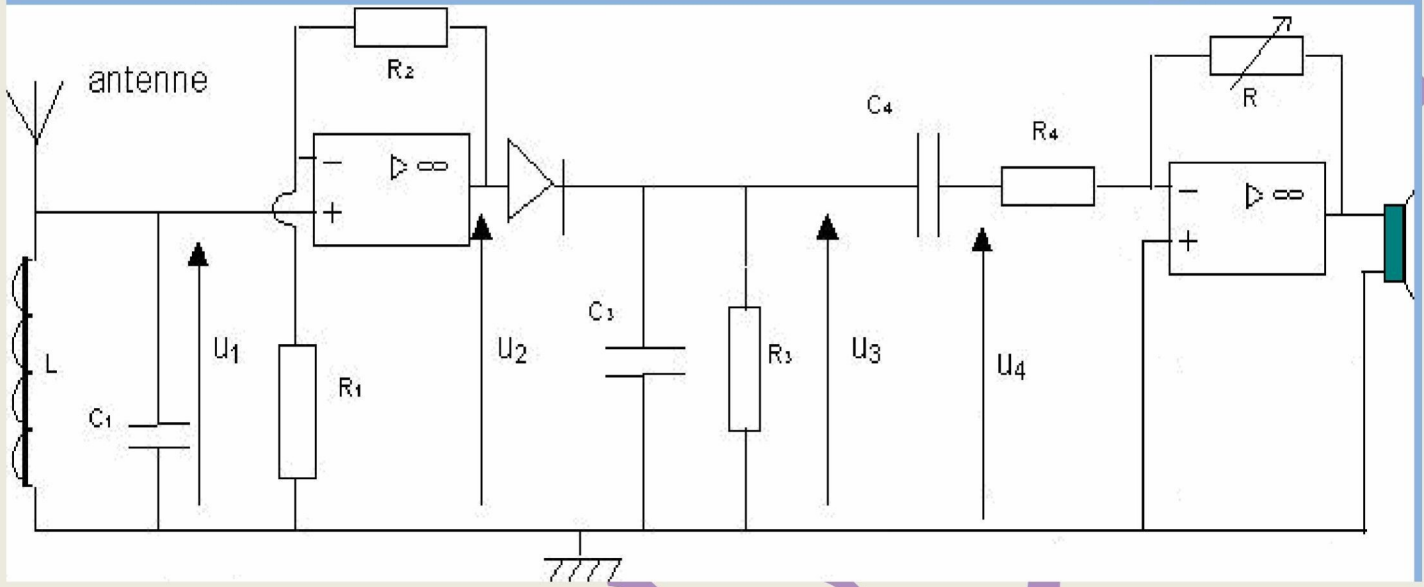 antenne
R2
R
C4
R4
− ▷ ∞
+
− ▷ ∞
+
C3
u1
u2
R3
u3
u4
L
R1
C1